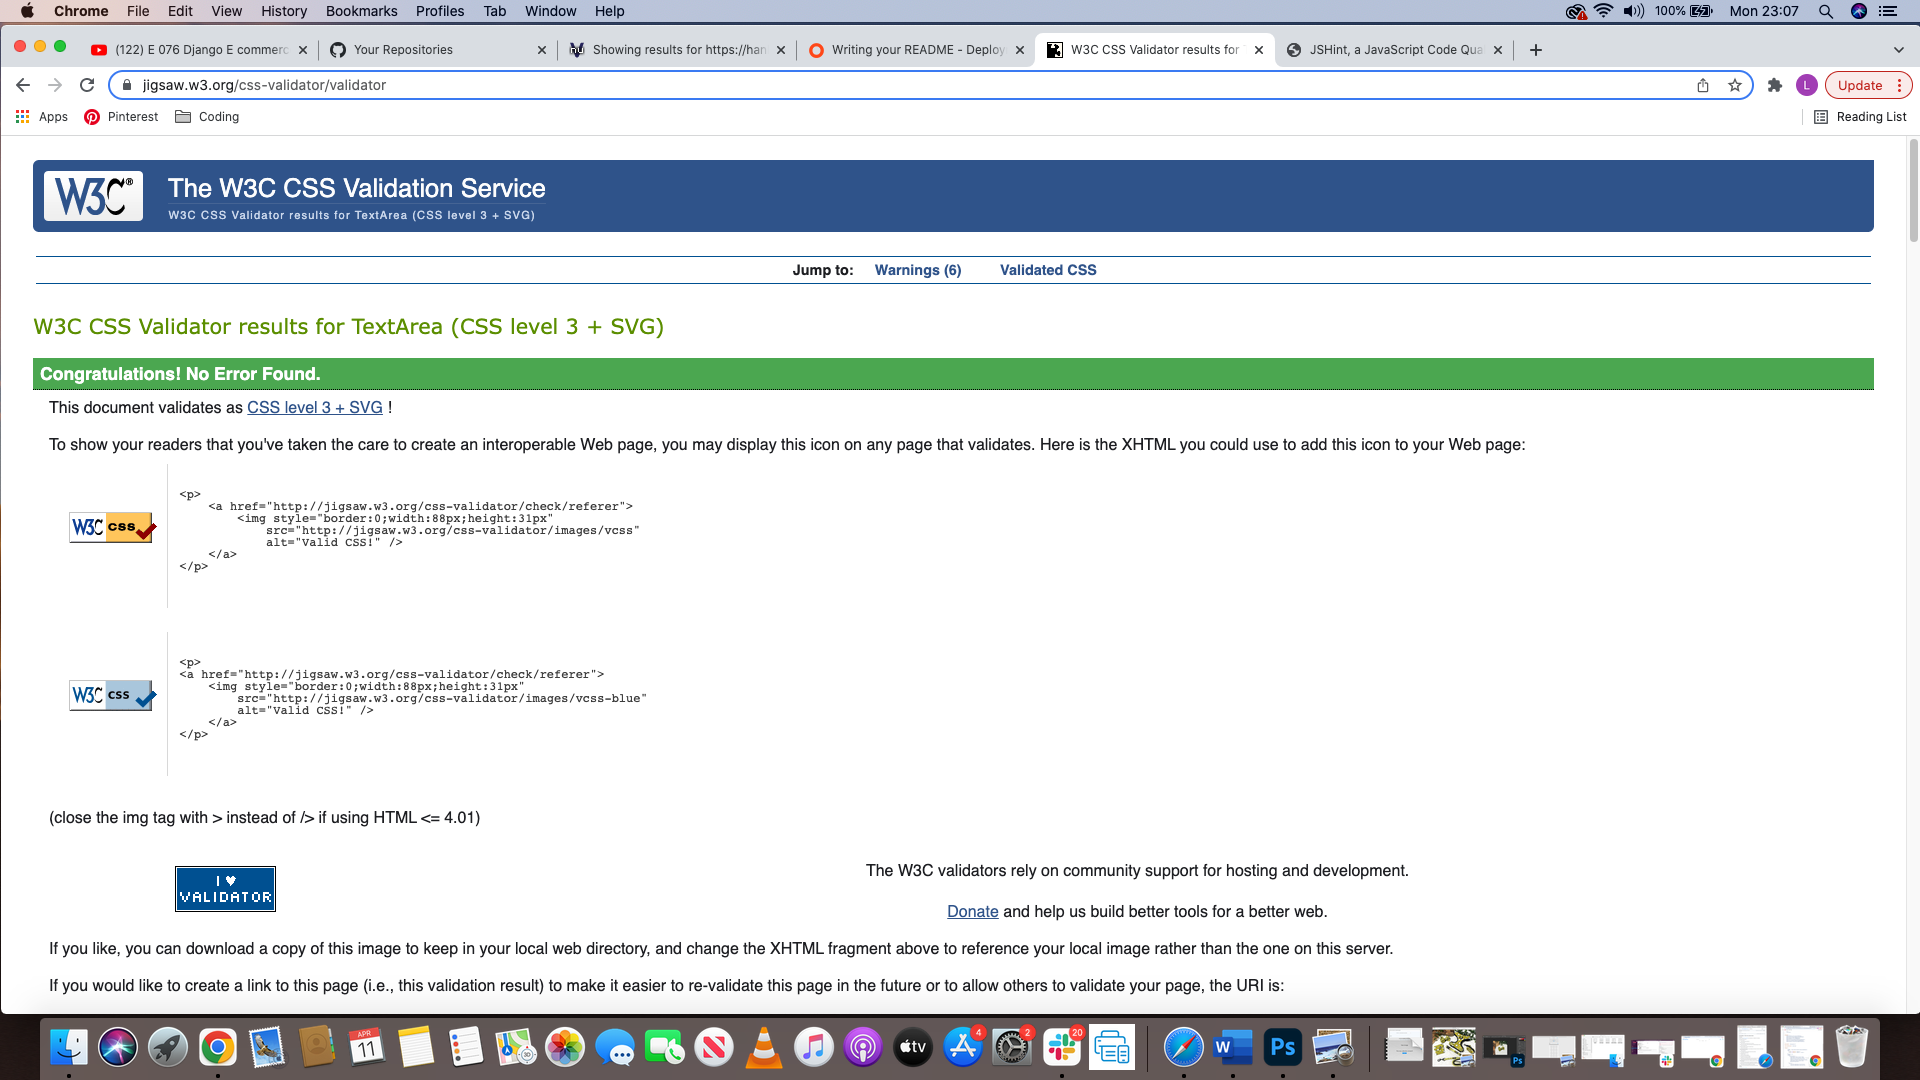 Chrome File Edit View History Bookmarks Profiles Tab Window Help 100% Mon 23:07
(122) E 076 Django E commerc Your Repositories Showing results for https://han Writing your README - Deploy W3C CSS Validator results for JSHint, a JavaScript Code Qua
jigsaw.w3.org/css-validator/validator L Update
Apps Pinterest Coding Reading List
W3C® The W3C CSS Validation Service
W3C CSS Validator results for TextArea (CSS level 3 + SVG)
Jump to: Warnings (6) Validated CSS
W3C CSS Validator results for TextArea (CSS level 3 + SVG)
Congratulations! No Error Found.
This document validates as CSS level 3 + SVG !
To show your readers that you've taken the care to create an interoperable Web page, you may display this icon on any page that validates. Here is the XHTML you could use to add this icon to your Web page:
W3C css
<p>
<a href="http://jigsaw.w3.org/css-validator/check/referer">
<img style="border:0;width:88px;height:31px"
src="http://jigsaw.w3.org/css-validator/images/vcss"
alt="Valid CSS!" />
</a>
</p>
W3C css
<p>
<a href="http://jigsaw.w3.org/css-validator/check/referer">
<img style="border:0;width:88px;height:31px"
src="http://jigsaw.w3.org/css-validator/images/vcss-blue"
alt="Valid CSS!" />
</a>
</p>
(close the img tag with > instead of /> if using HTML <= 4.01)
I ♥
VALIDATOR
The W3C validators rely on community support for hosting and development.
Donate and help us build better tools for a better web.
If you like, you can download a copy of this image to keep in your local web directory, and change the XHTML fragment above to reference your local image rather than the one on this server.
If you would like to create a link to this page (i.e., this validation result) to make it easier to re-validate this page in the future or to allow others to validate your page, the URI is:
APR 11 tv 4 2 20 W Ps